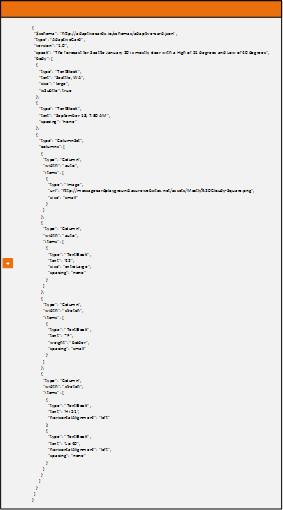 {
"$schema": "http://adaptivecards.io/schemas/adaptive-card.json",
"type": "AdaptiveCard",
"version": "1.0",
"speak": "The forecast for Seattle January 20 is mostly clear with a High of 51 degrees and Low of 40 degrees",
"body": [
{
"type": "TextBlock",
"text": "Seattle, WA",
"size": "large",
"isSubtle": true
},
{
"type": "TextBlock",
"text": "September 18, 7:30 AM",
"spacing": "none"
},
{
"type": "ColumnSet",
"columns": [
{
"type": "Column",
"width": "auto",
"items": [
{
"type": "Image",
"url": "http://messagecardplayground.azurewebsites.net/assets/Mostly%20Cloudy-Square.png",
"size": "small"
}
]
},
{
"type": "Column",
"width": "auto",
"items": [
{
"type": "TextBlock",
"text":
"size": "extraLarge",
"spacing": "none"
}
]
},
{
"type": "Column",
"width": "stretch",
"items": [
{
"type": "TextBlock",
"text": "°F",
"weight": "bolder",
"spacing": "small"
}
]
},
{
"type": "Column",
"width": "stretch",
"items": [
{
"type": "TextBlock",
"text": "Hi 51",
"horizontalAlignment": "left"
},
{
"type": "TextBlock",
"text": "Lo 40",
"horizontalAlignment": "left",
"spacing": "none"
}
]
}
]
}
]
}